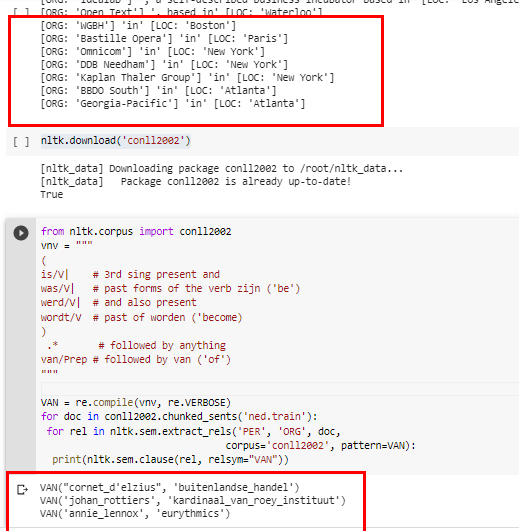 [ORG: 'Idealab'] ', a self-described business incubator based in' [LOC: 'Los Angeles
[ ] [ORG: 'Open Text'] ', based in' [LOC: 'Waterloo']
[ORG: 'WGBH'] 'in' [LOC: 'Boston']
[ORG: 'Bastille Opera'] 'in' [LOC: 'Paris']
[ORG: 'Omnicom'] 'in' [LOC: 'New York']
[ORG: 'DDB Needham'] 'in' [LOC: 'New York']
[ORG: 'Kaplan Thaler Group'] 'in' [LOC: 'New York']
[ORG: 'BBDO South'] 'in' [LOC: 'Atlanta']
[ORG: 'Georgia-Pacific'] 'in' [LOC: 'Atlanta']
[ ] nltk.download('conll2002')
[nltk_data] Downloading package conll2002 to /root/nltk_data...
[nltk_data]   Package conll2002 is already up-to-date!
True
from nltk.corpus import conll2002
vnv = """
(
is/V|    # 3rd sing present and
was/V|   # past forms of the verb zijn ('be')
werd/V|  # and also present
wordt/V  # past of worden ('become)
)
.*       # followed by anything
van/Prep # followed by van ('of')
"""
VAN = re.compile(vnv, re.VERBOSE)
for doc in conll2002.chunked_sents('ned.train'):
for rel in nltk.sem.extract_rels('PER', 'ORG', doc,
corpus='conll2002', pattern=VAN):
print(nltk.sem.clause(rel, relsym="VAN"))
VAN("cornet_d'elzius", 'buitenlandse_handel')
VAN('johan_rottiers', 'kardinaal_van_roey_instituut')
VAN('annie_lennox', 'eurythmics')